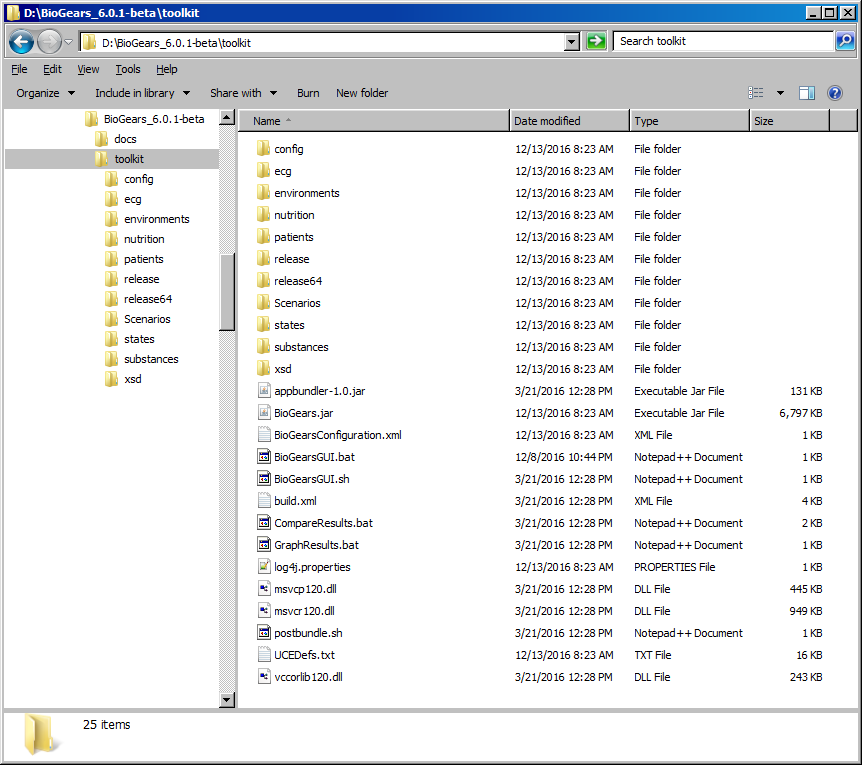 D:\BioGears_6.0.1-beta\toolkit
D:\BioGears_6.0.1-beta\toolkit
Search toolkit
File Edit View Tools Help
Organize Include in library Share with Burn New folder
BioGears_6.0.1-beta
docs
toolkit
config
ecg
environments
nutrition
patients
release
release64
Scenarios
states
substances
xsd
Name Date modified Type Size
config 12/13/2016 8:23 AM File folder
ecg 12/13/2016 8:23 AM File folder
environments 12/13/2016 8:23 AM File folder
nutrition 12/13/2016 8:23 AM File folder
patients 12/13/2016 8:23 AM File folder
release 12/13/2016 8:23 AM File folder
release64 12/13/2016 8:23 AM File folder
Scenarios 12/13/2016 8:23 AM File folder
states 12/13/2016 8:23 AM File folder
substances 12/13/2016 8:23 AM File folder
xsd 12/13/2016 8:23 AM File folder
appbundler-1.0.jar 3/21/2016 12:28 PM Executable Jar File 131 KB
BioGears.jar 12/13/2016 8:23 AM Executable Jar File 6,797 KB
BioGearsConfiguration.xml 12/13/2016 8:23 AM XML File 1 KB
BioGearsGUI.bat 12/8/2016 10:44 PM Notepad++ Document 1 KB
BioGearsGUI.sh 3/21/2016 12:28 PM Notepad++ Document 1 KB
build.xml 3/21/2016 12:28 PM XML File 4 KB
CompareResults.bat 3/21/2016 12:28 PM Notepad++ Document 2 KB
GraphResults.bat 3/21/2016 12:28 PM Notepad++ Document 1 KB
log4j.properties 12/13/2016 8:23 AM PROPERTIES File 1 KB
msvcp120.dll 3/21/2016 12:28 PM DLL File 445 KB
msvcr120.dll 3/21/2016 12:28 PM DLL File 949 KB
postbundle.sh 3/21/2016 12:28 PM Notepad++ Document 1 KB
UCEDefs.txt 12/13/2016 8:23 AM TXT File 16 KB
vccorlib120.dll 3/21/2016 12:28 PM DLL File 243 KB
25 items